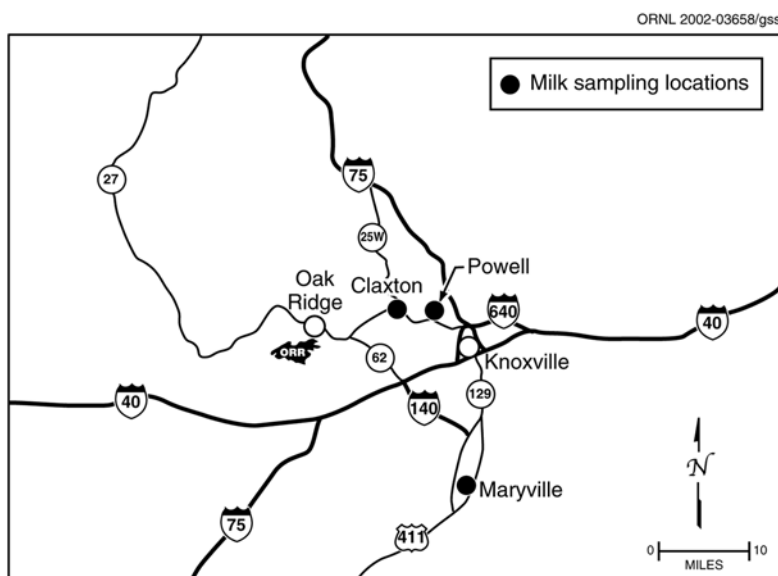 ORNL 2002-03658/gss
Milk sampling locations
27
75
25W
Powell
Claxton
Oak
Ridge
640
40
ORR
62
Knoxville
40
140
129
N
Maryville
75
411
0 10
MILES